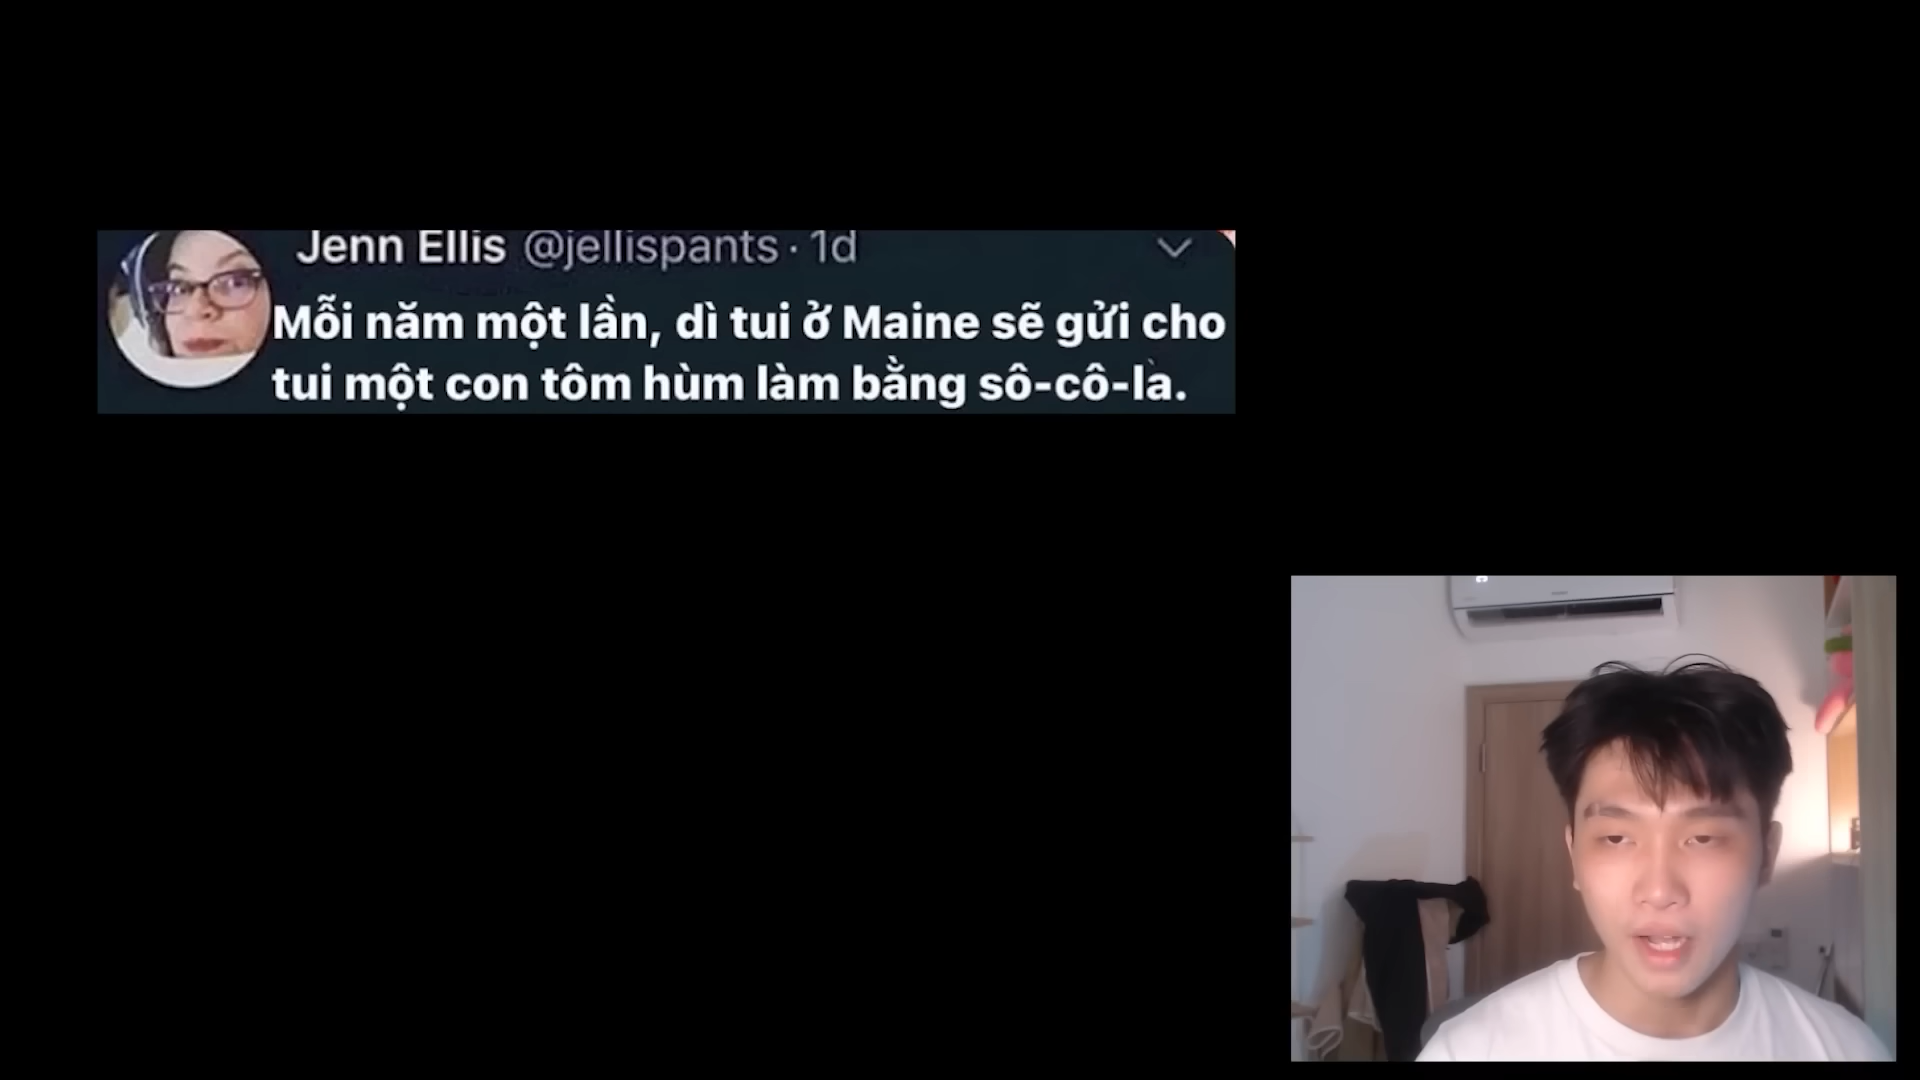 Jenn Ellis @jellispants · 1d
Mỗi năm một lần, dì tui ở Maine sẽ gửi cho
tui một con tôm hùm làm bằng sô-cô-là.